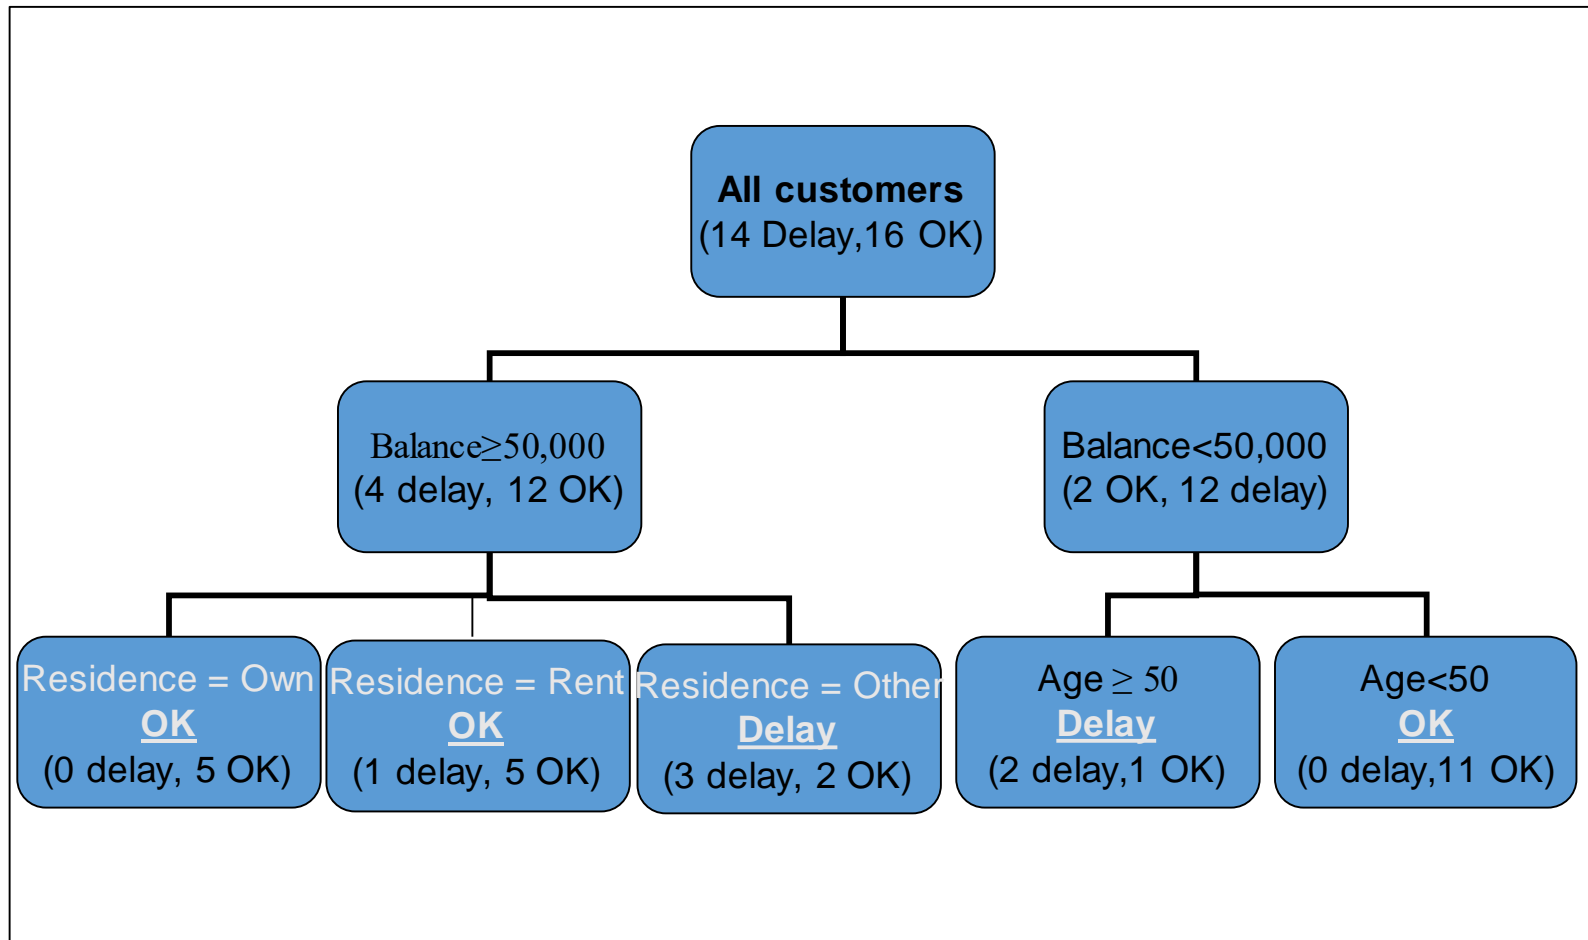 All customers
(14 Delay,16 OK)
Balance≥50,000
(4 delay, 12 OK)
Balance<50,000
(2 OK, 12 delay)
Residence = Own
OK
(0 delay, 5 OK)
Residence = Rent
OK
(1 delay, 5 OK)
Residence = Other
Delay
(3 delay, 2 OK)
Age ≥ 50
Delay
(2 delay,1 OK)
Age<50
OK
(0 delay,11 OK)